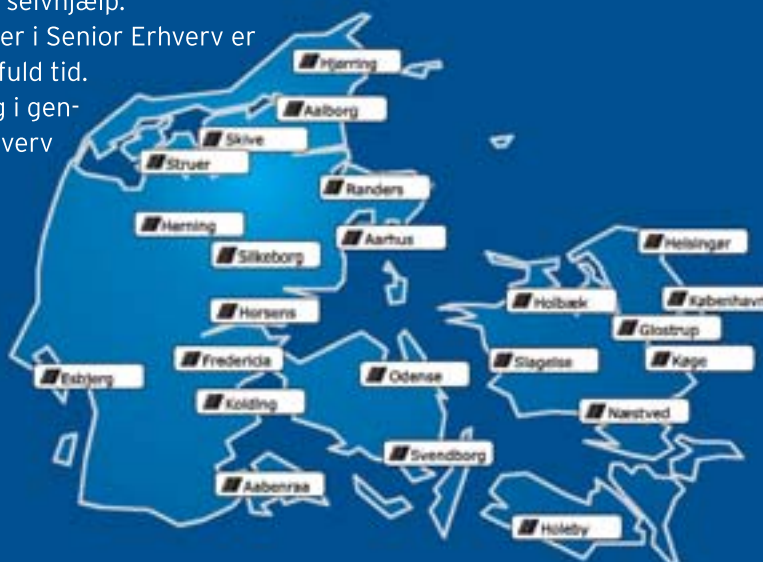 selvhjælp.
er i Senior Erhverv er
fuld tid.
g i gen-
verv
Hjørring
Aalborg
Skive
Struer
Randers
Herning
Aarhus
Silkeborg
Helsingør
Holbæk
København
Horsens
Glostrup
Fredericia
Slagelse
Køge
Esbjerg
Odense
Kolding
Næstved
Svendborg
Aabenraa
Holeby